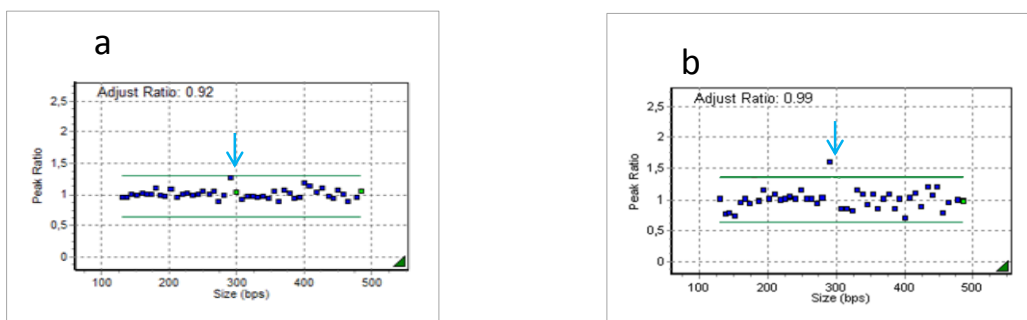 a
Adjust Ratio: 0.92
2,5
2
1,5
1
0,5
0
Peak Ratio
100 200 300 400 500
Size (bps)
b
Adjust Ratio: 0.99
2,5
2
1,5
1
0,5
0
Peak Ratio
100 200 300 400 500
Size (bps)